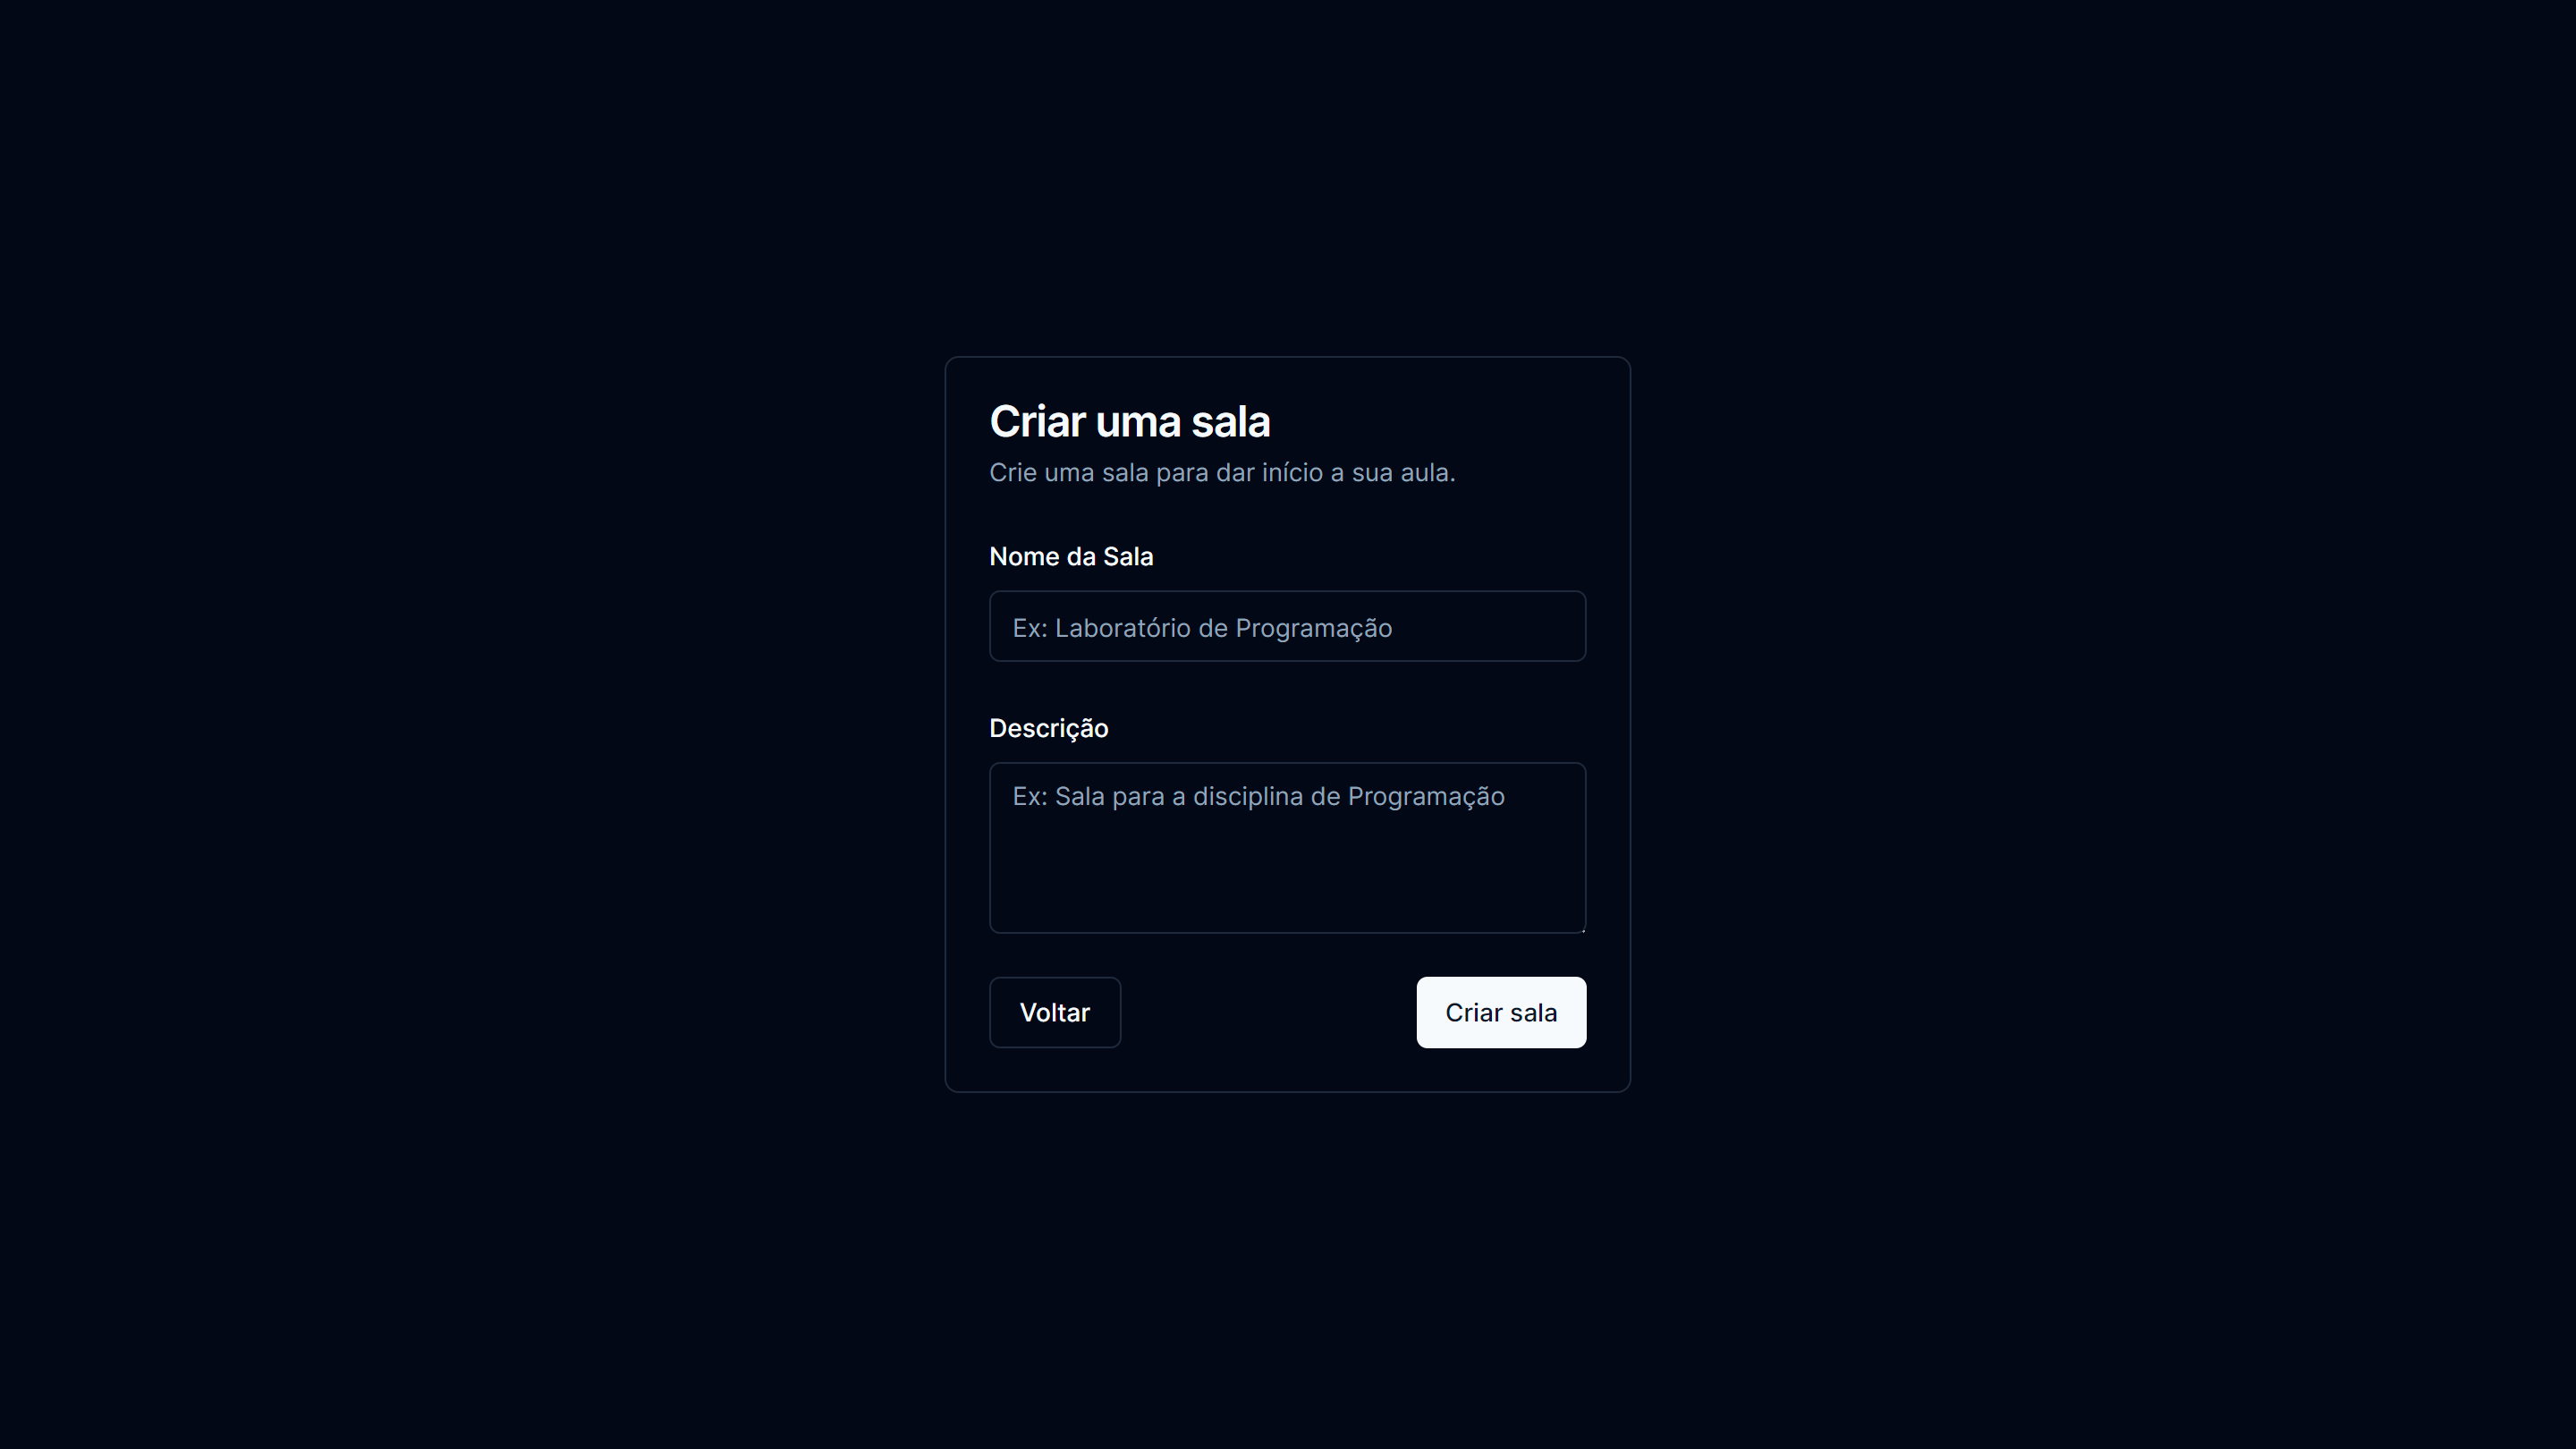 Criar uma sala
Crie uma sala para dar início a sua aula.
Nome da Sala
Ex: Laboratório de Programação
Descrição
Ex: Sala para a disciplina de Programação
Voltar
Criar sala